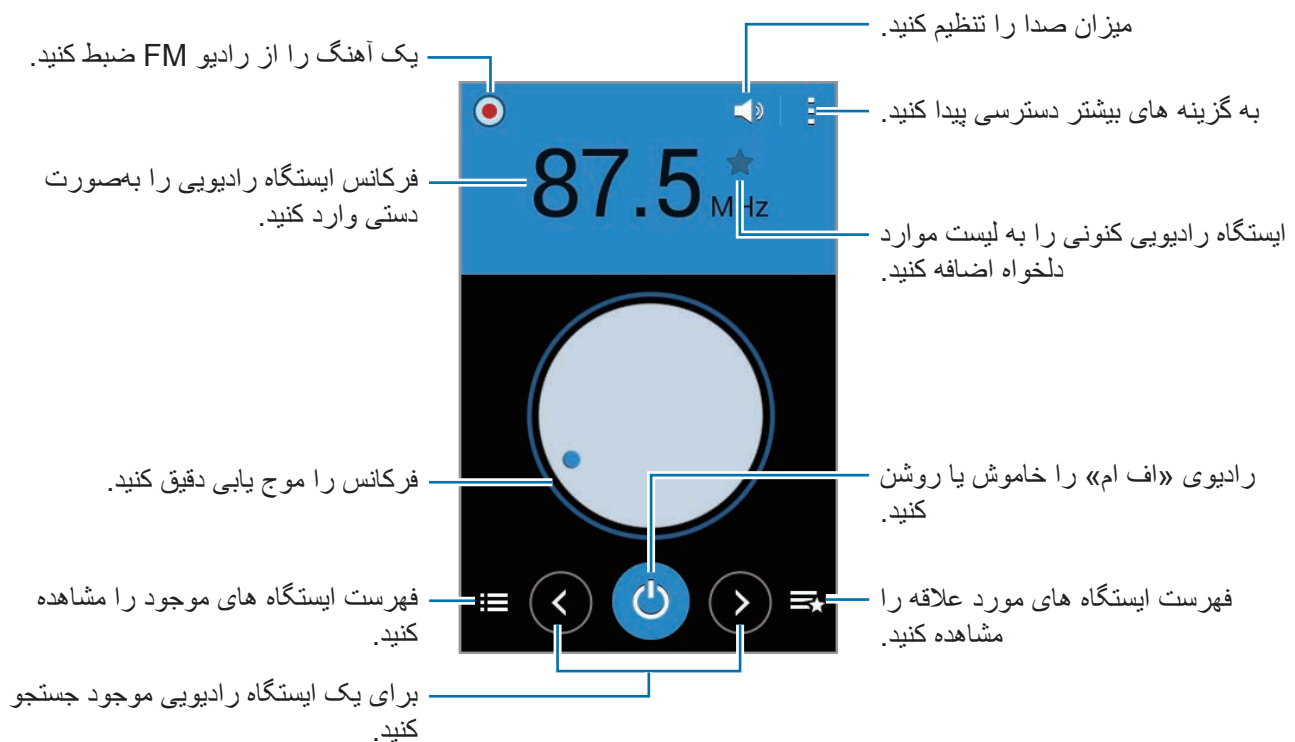 میزان صدا را تنظیم کنید.
یک آهنگ را از رادیو FM ضبط کنید.
به گزینه های بیشتر دسترسی پیدا کنید.
87.5 MHz
فرکانس ایستگاه رادیویی را به‌صورت
دستی وارد کنید.
ایستگاه رادیویی کنونی را به لیست موارد
دلخواه اضافه کنید.
رادیوی «اف ام» را خاموش یا روشن
کنید.
فرکانس را موج یابی دقیق کنید.
فهرست ایستگاه های مورد علاقه را
مشاهده کنید.
فهرست ایستگاه های موجود را مشاهده
کنید.
برای یک ایستگاه رادیویی موجود جستجو
کنید.